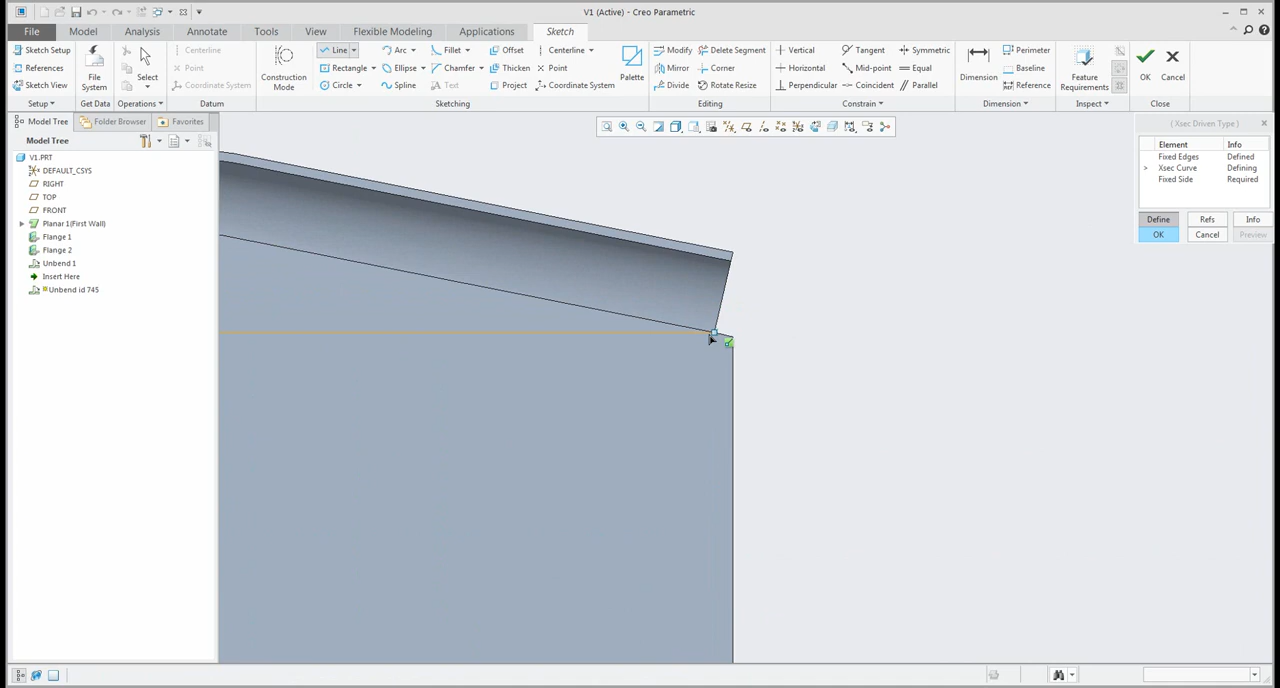 V1 (Active) - Creo Parametric
File Model Analysis Annotate Tools View Flexible Modeling Applications Sketch
Sketch Setup
References
Sketch View
Setup
File System
Get Data
Select
Operations
Centerline
Point
Coordinate System
Datum
Construction Mode
Line Arc Fillet Offset Centerline
Rectangle Ellipse Chamfer Thicken Point
Circle Spline Text Project Coordinate System
Sketching
Palette
Modify Delete Segment
Mirror Corner
Divide Rotate Resize
Editing
Vertical Tangent Symmetric
Horizontal Mid-point Equal
Perpendicular Coincident Parallel
Constrain
Dimension
Perimeter
Baseline
Reference
Dimension
Feature Requirements
Inspect
OK Cancel
Close
Model Tree Folder Browser Favorites
Model Tree
V1.PRT
DEFAULT_CSYS
RIGHT
TOP
FRONT
Planar 1(First Wall)
Flange 1
Flange 2
Unbend 1
Insert Here
Unbend id 745
( Xsec Driven Type )
Element Info
Fixed Edges Defined
> Xsec Curve Defining
Fixed Side Required
Define Refs Info
OK Cancel Preview